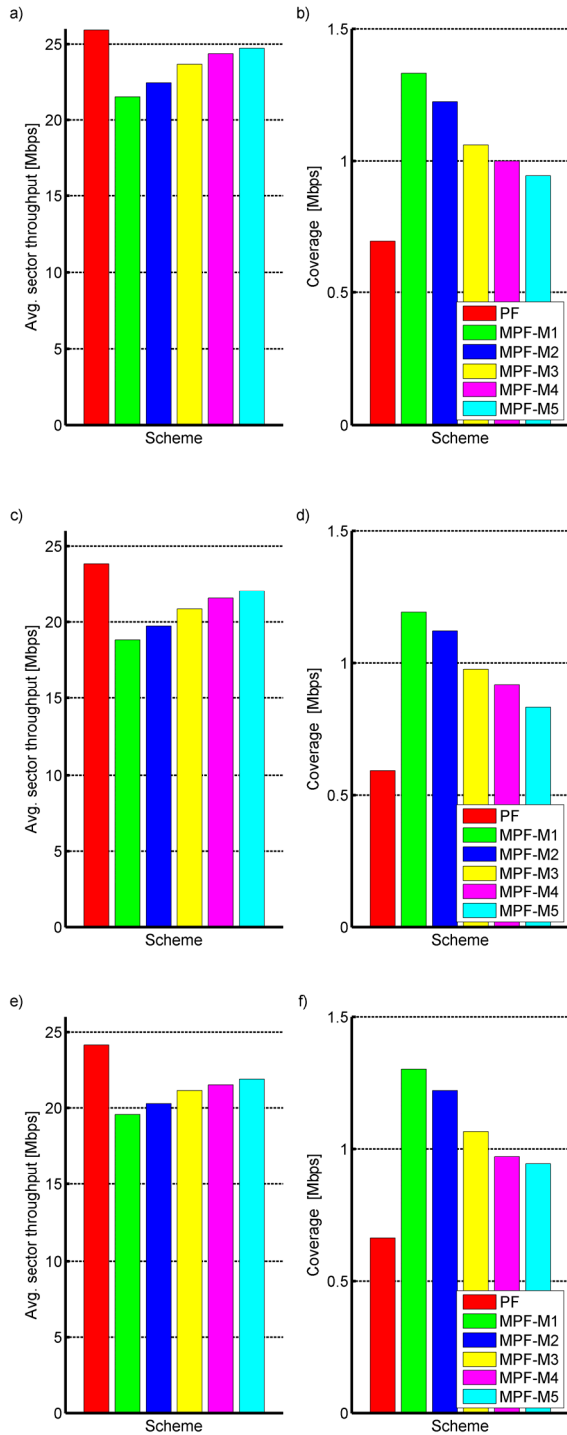 a)
25
20
15
10
5
0
Avg. sector throughput [Mbps]
Scheme
b)
1.5
1
0.5
0
Coverage [Mbps]
PF
MPF-M1
MPF-M2
MPF-M3
MPF-M4
MPF-M5
Scheme
c)
25
20
15
10
5
0
Avg. sector throughput [Mbps]
Scheme
d)
1.5
1
0.5
0
Coverage [Mbps]
PF
MPF-M1
MPF-M2
MPF-M3
MPF-M4
MPF-M5
Scheme
e)
25
20
15
10
5
0
Avg. sector throughput [Mbps]
Scheme
f)
1.5
1
0.5
0
Coverage [Mbps]
PF
MPF-M1
MPF-M2
MPF-M3
MPF-M4
MPF-M5
Scheme